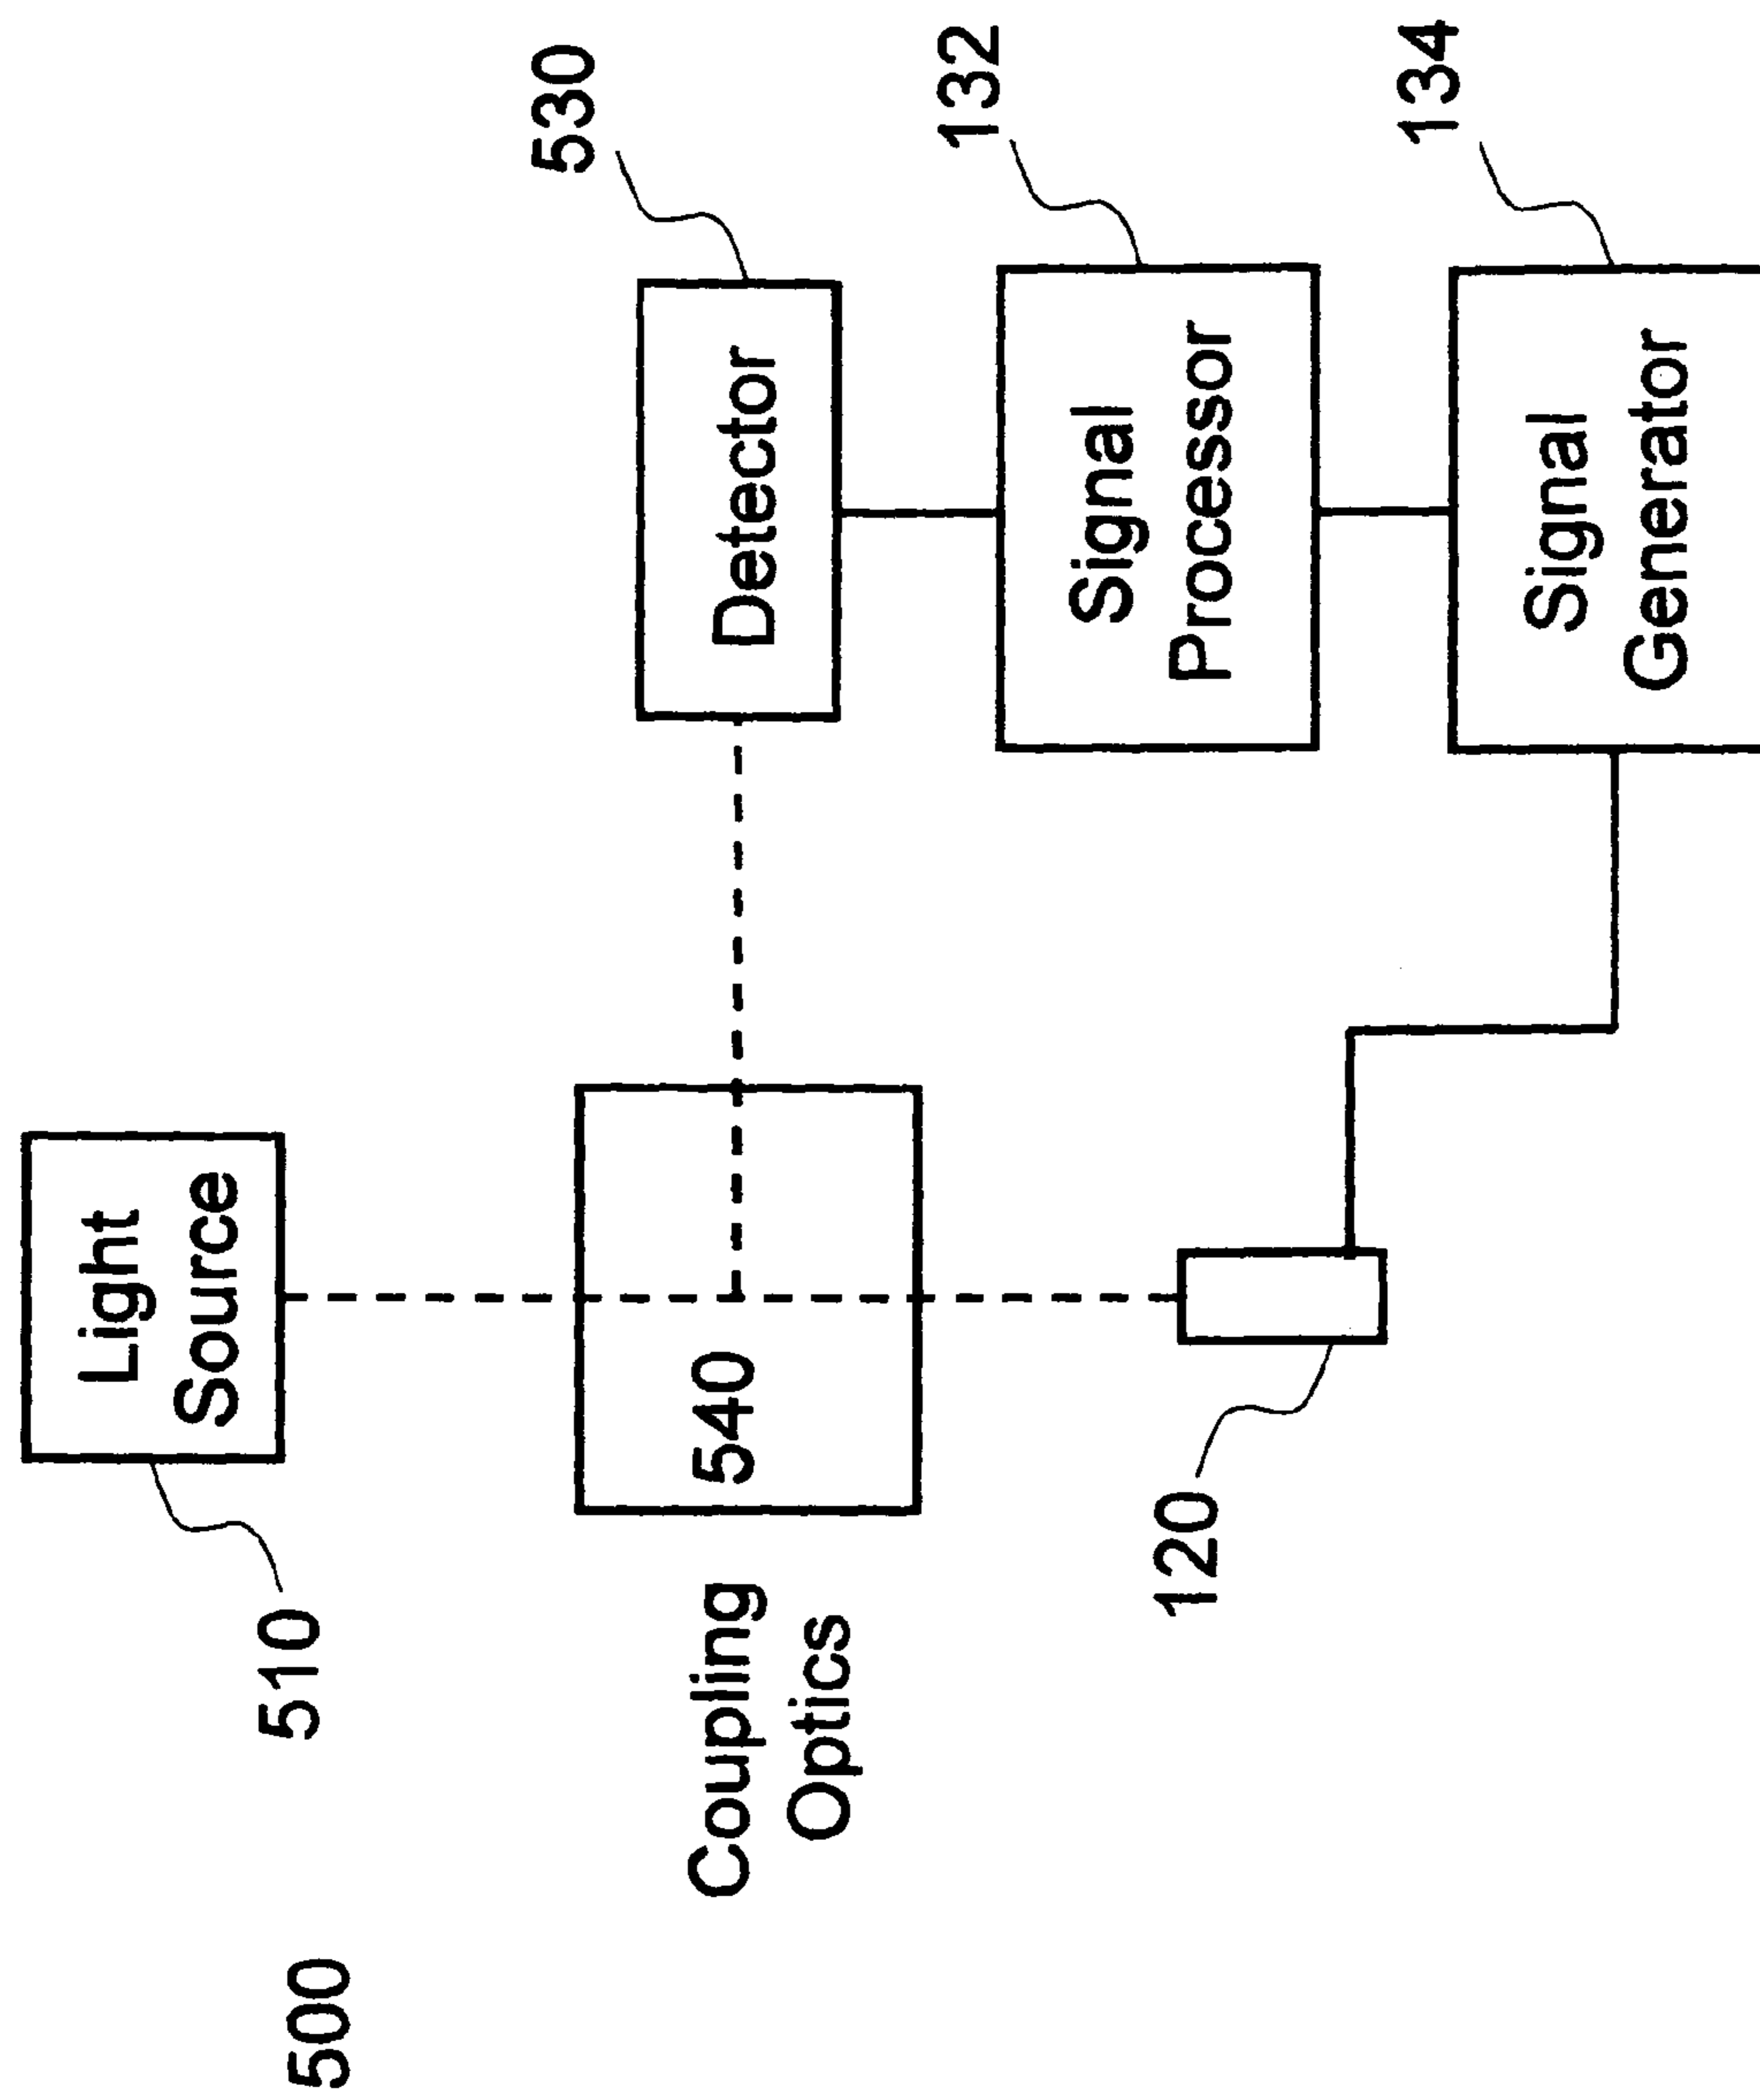 500
510
Light
Source
Coupling
Optics
540
120
530
Detector
132
Signal
Processor
134
Signal
Generator